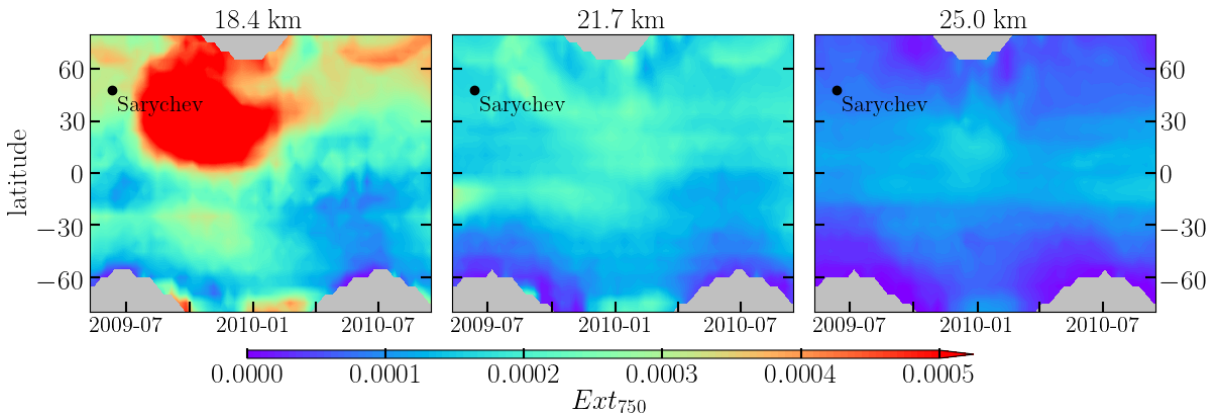 18.4 km 21.7 km 25.0 km
60 60
Sarychev Sarychev Sarychev
30 30
0 0
latitude
−30 −30
−60 −60
2009-07 2010-01 2010-07 2009-07 2010-01 2010-07 2009-07 2010-01 2010-07
0.0000 0.0001 0.0002 0.0003 0.0004 0.0005
Ext750